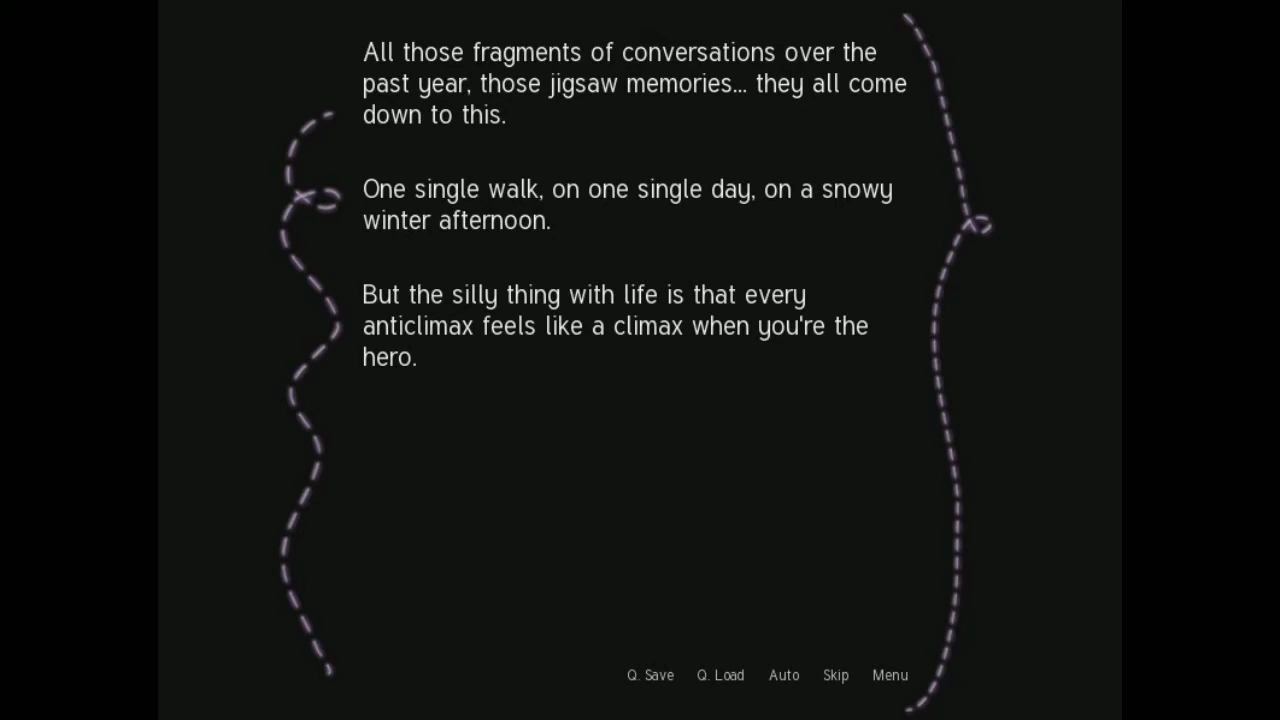 All those fragments of conversations over the
past year, those jigsaw memories... they all come
down to this.
One single walk, on one single day, on a snowy
winter afternoon.
But the silly thing with life is that every
anticlimax feels like a climax when you're the
hero.
Q. Save Q. Load Auto Skip Menu